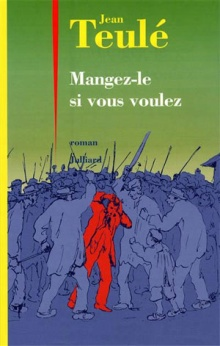 Jean
Teulé
Mangez-le
si vous voulez
roman
Julliard